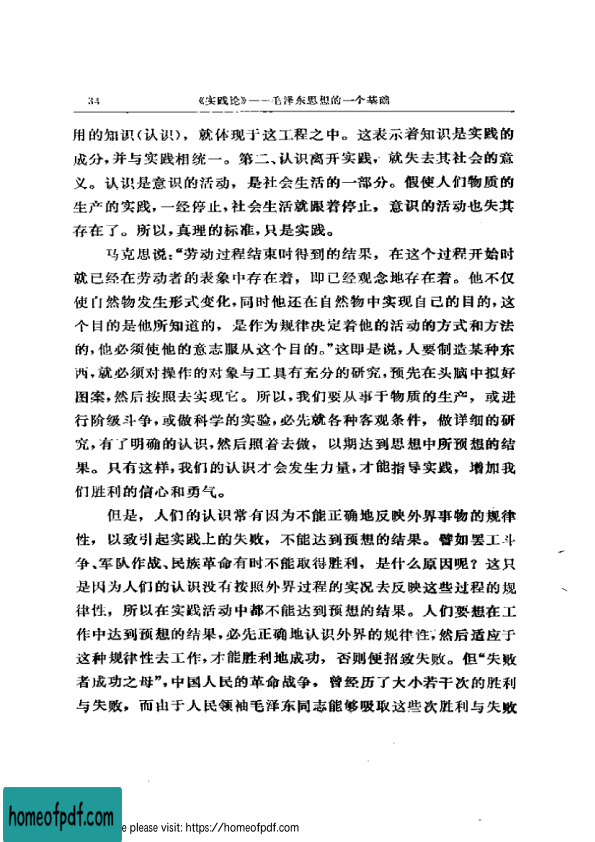 34 《实践论》——毛泽东思想的一个基础
用的知识(认识)，就体现于这工程之中。这表示着知识是实践的
成分，并与实践相统一。第二、认识离开实践，就失去其社会的意
义。认识是意识的活动，是社会生活的一部分。假使人们物质的
生产的实践，一经停止，社会生活就跟着停止，意识的活动也失其
存在了。所以，真理的标准，只是实践。
马克思说：“劳动过程结束时得到的结果，在这个过程开始时
就已经在劳动者的表象中存在着，即已经观念地存在着。他不仅
使自然物发生形式变化，同时他还在自然物中实现自己的目的，这
个目的是他所知道的，是作为规律决定着他的活动的方式和方法
的，他必须使他的意志服从这个目的。”这即是说，人要制造某种东
西，就必须对操作的对象与工具有充分的研究，预先在头脑中拟好
图案，然后按照去实现它。所以，我们要从事于物质的生产，或进
行阶级斗争，或做科学的实验，必先就各种客观条件，做详细的研
究，有了明确的认识，然后照着去做，以期达到思想中所预想的结
果。只有这样，我们的认识才会发生力量，才能指导实践，增加我
们胜利的信心和勇气。
但是，人们的认识常有因为不能正确地反映外界事物的规律
性，以致引起实践上的失败，不能达到预想的结果。譬如罢工斗
争、军队作战、民族革命有时不能取得胜利，是什么原因呢？这只
是因为人们的认识没有按照外界过程的实况去反映这些过程的规
律性，所以在实践活动中都不能达到预想的结果。人们要想在工
作中达到预想的结果，必先正确地认识外界的规律性，然后适应于
这种规律性去工作，才能胜利地成功，否则便招致失败。但“失败
者成功之母”，中国人民的革命战争，曾经历了大小若干次的胜利
与失败，而由于人民领袖毛泽东同志能够吸取这些次胜利与失败
homeofpdf.com
e please visit: https://homeofpdf.com